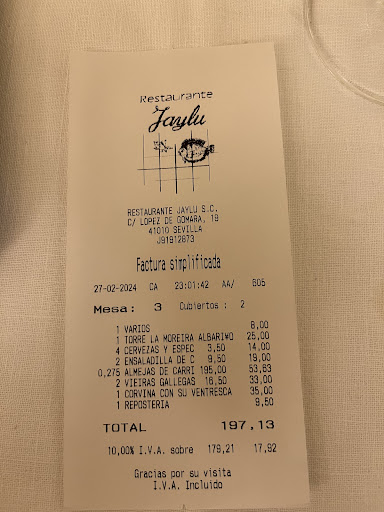 Restaurante
Jaylu
RESTAURANTE JAYLU S.C.
C/ LOPEZ DE GOMARA, 19
41010 SEVILLA
J91912873
Factura simplificada
27-02-2024 CA 23:01:42 AA/ 605
Mesa: 3 Cubiertos : 2
1 VARIOS 8,00
1 TORRE LA MOREIRA ALBARIÑO 25,00
4 CERVEZAS Y ESPEC 3,50 14,00
2 ENSALADILLA DE C 9,50 19,00
0,275 ALMEJAS DE CARRI 195,00 53,63
2 VIEIRAS GALLEGAS 16,50 33,00
1 CORVINA CON SU VENTRESCA 35,00
1 REPOSTERIA 9,50
TOTAL 197,13
10,00% I.V.A. sobre 179,21 17,92
Gracias por su visita
I.V.A. Incluido